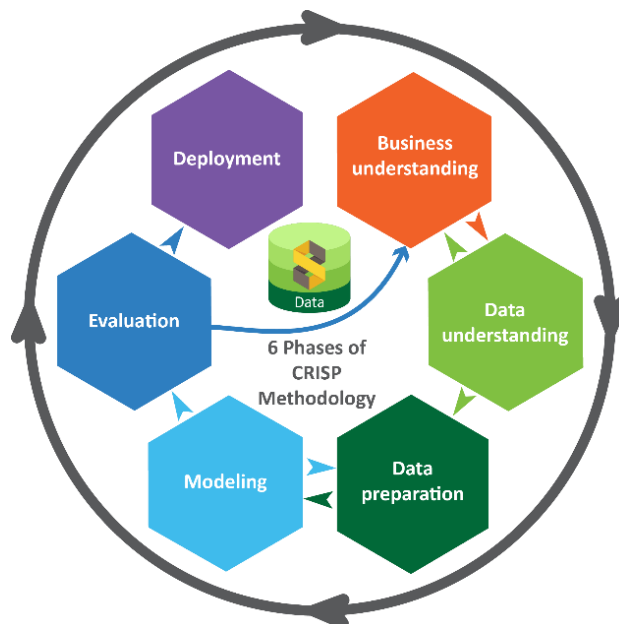 Deployment
Business
understanding
Data
Evaluation
Data
understanding
6 Phases of
CRISP
Methodology
Modeling
Data
preparation